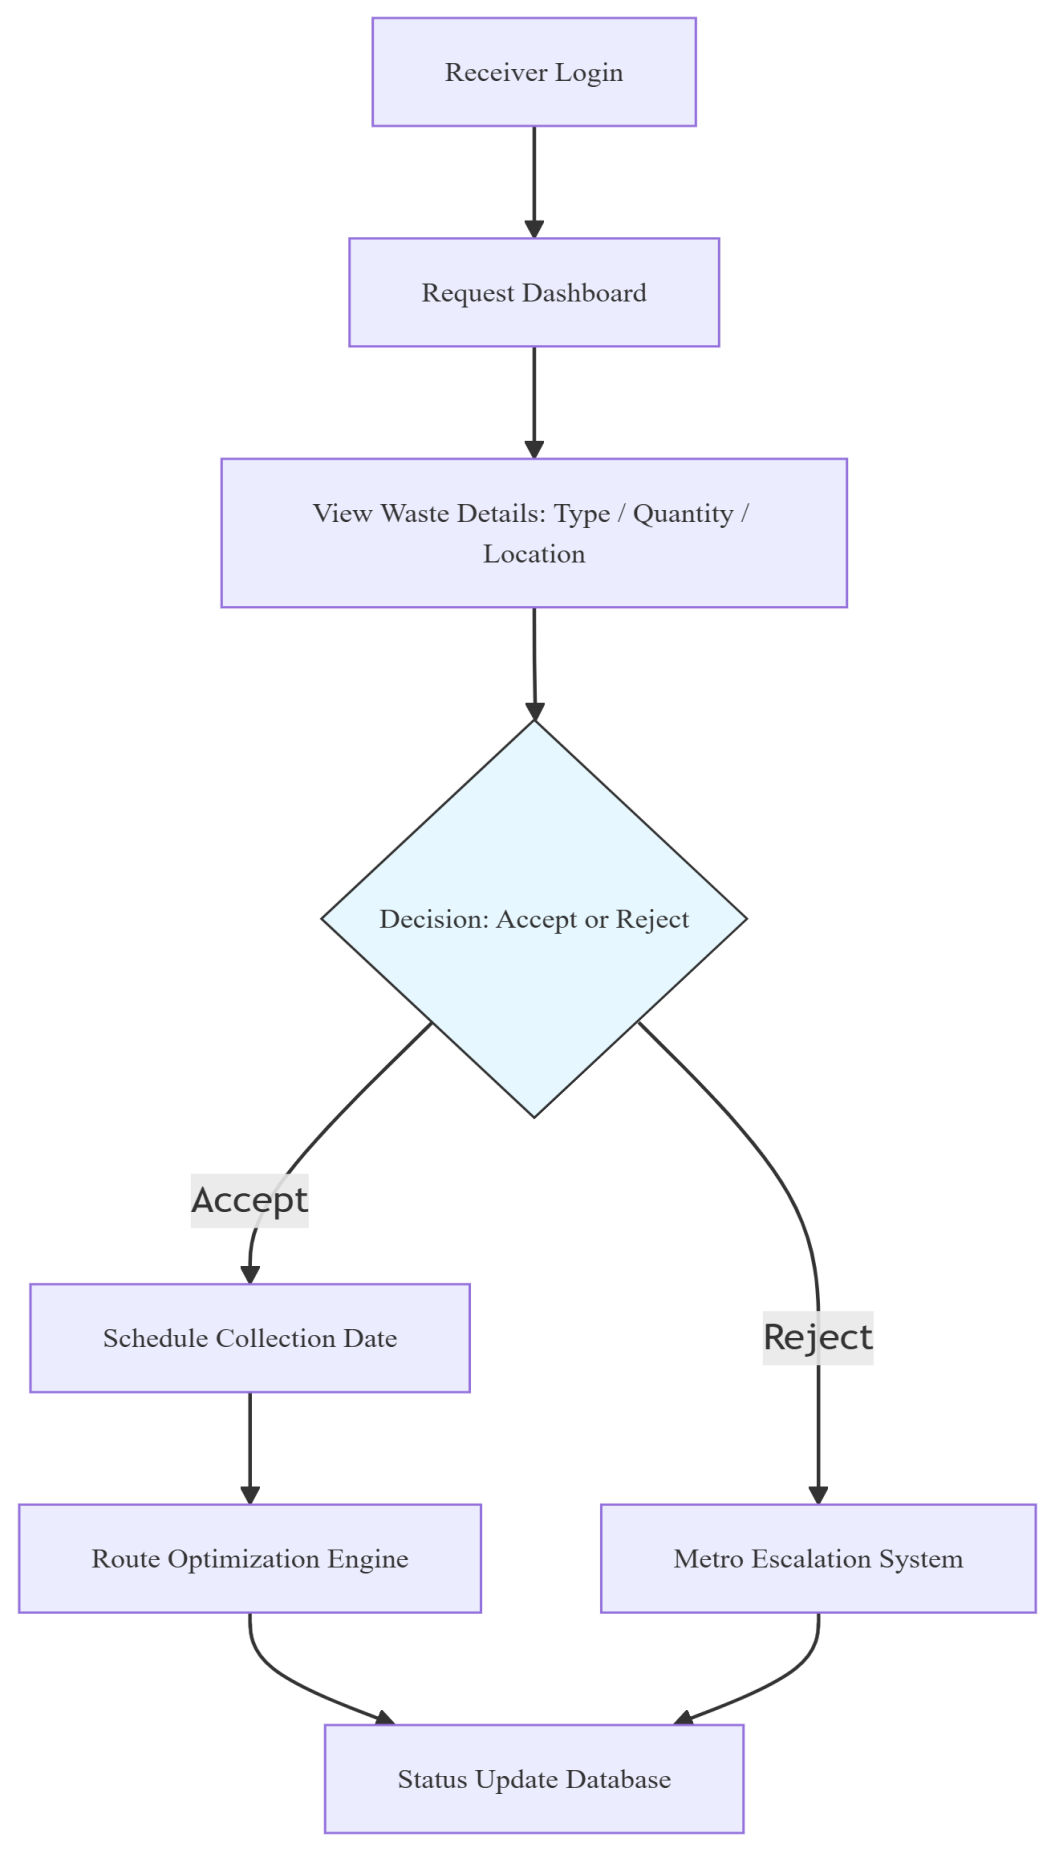 Receiver Login
Request Dashboard
View Waste Details: Type / Quantity /
Location
Decision: Accept or Reject
Accept
Schedule Collection Date
Reject
Route Optimization Engine
Metro Escalation System
Status Update Database